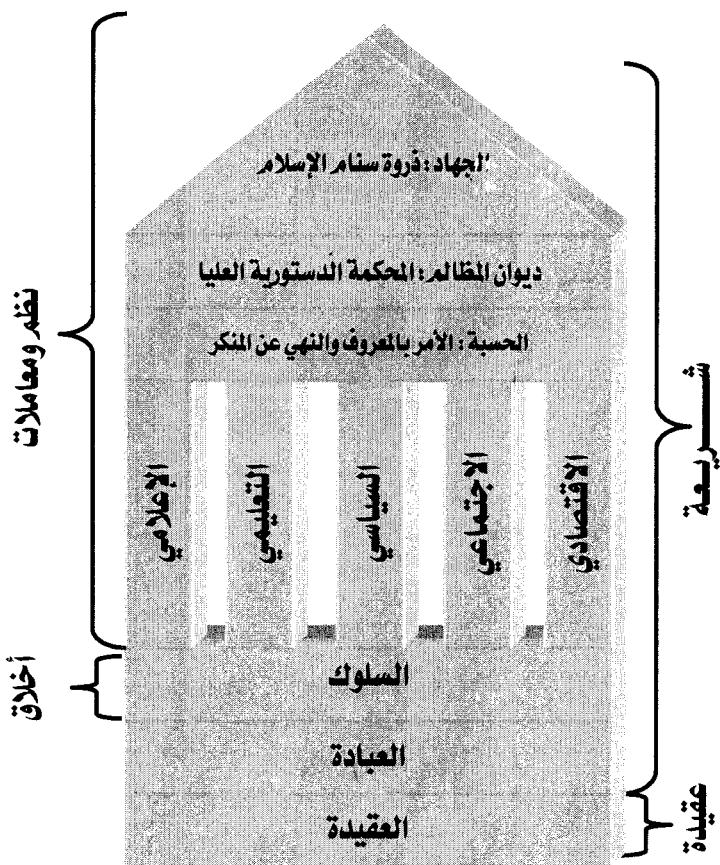 الجهاد: ذروة سنام الإسلام
ديوان المظالم: المحكمة الدستورية العليا
الحسبة: الأمر بالمعروف والنهي عن المنكر
الاقتصادي
الاجتماعي
السياسي
التعليمي
الإعلامي
السلوك
العبادة
العقيدة
شـــريعة
عقيدة
نظم ومعاملات
أخلاق